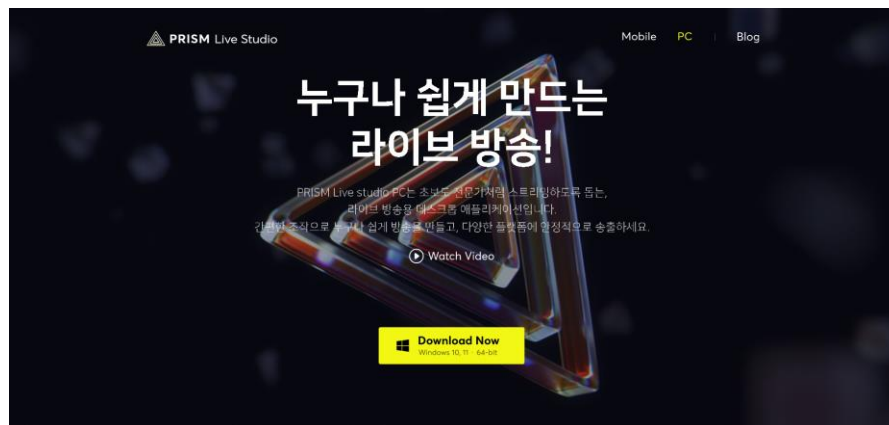 PRISM Live Studio
Mobile PC | Blog
누구나 쉽게 만드는
라이브 방송!
PRISM Live studio PC는 초보도 전문가처럼 스트리밍하도록 돕는,
라이브 방송용 데스크톱 애플리케이션입니다.
간편한 조작으로 누구나 쉽게 방송을 만들고, 다양한 플랫폼에 안정적으로 송출하세요.
Watch Video
Download Now
Windows 10, 11 · 64-bit